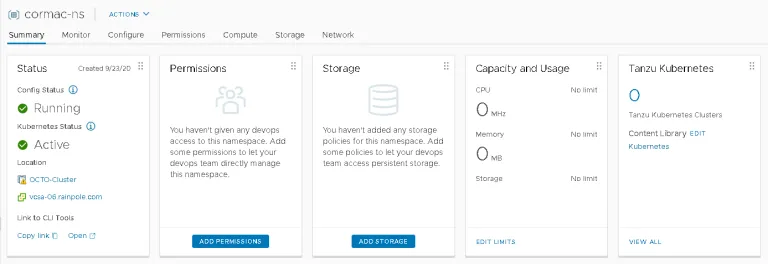 cormac-ns
ACTIONS
Summary Monitor Configure Permissions Compute Storage Network
Status Created 9/23/20
Config Status
Running
Kubernetes Status
Active
Location
OCTO-Cluster
vcsa-06.rainpole.com
Link to CLI Tools
Copy link Open
Permissions
You haven't given any devops
access to this namespace. Add
some permissions to let your
devops team directly manage
this namespace.
ADD PERMISSIONS
Storage
You haven't added any storage
policies for this namespace. Add
some policies to let your devops
team access persistent storage.
ADD STORAGE
Capacity and Usage
CPU No limit
0 MHz
Memory No limit
0 MB
Storage No limit
EDIT LIMITS
Tanzu Kubernetes
0
Tanzu Kubernetes Clusters
Content Library EDIT
Kubernetes
VIEW ALL